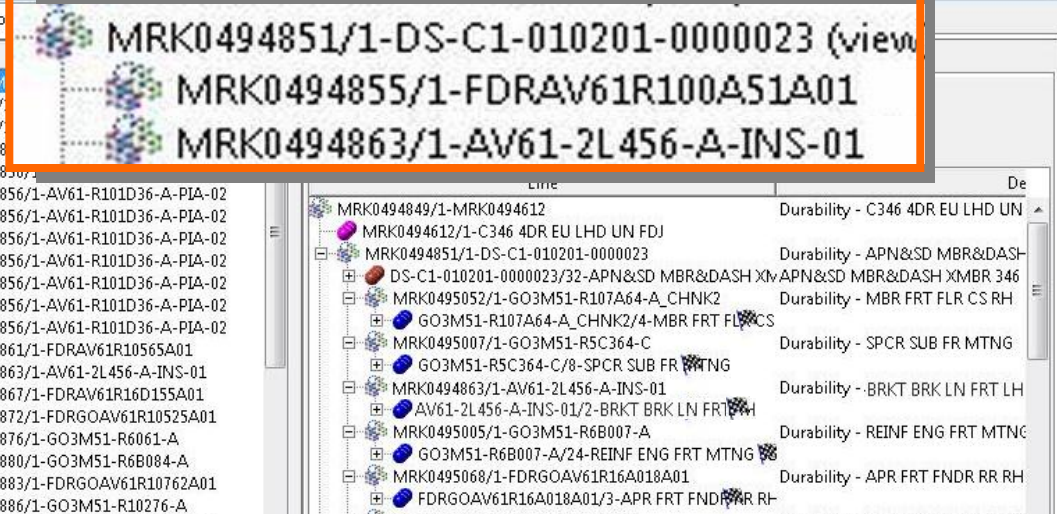 MRK0494851/1-DS-C1-010201-0000023 (view
MRK0494855/1-FDRAV61R100A51A01
MRK0494863/1-AV61-2L456-A-INS-01
856/1-AV61-R101D36-A-PIA-02
856/1-AV61-R101D36-A-PIA-02
856/1-AV61-R101D36-A-PIA-02
856/1-AV61-R101D36-A-PIA-02
856/1-AV61-R101D36-A-PIA-02
856/1-AV61-R101D36-A-PIA-02
856/1-AV61-R101D36-A-PIA-02
861/1-FDRAV61R10565A01
863/1-AV61-2L456-A-INS-01
867/1-FDRAV61R16D155A01
872/1-FDRGOAV61R10525A01
876/1-GO3M51-R6061-A
880/1-GO3M51-R6B084-A
883/1-FDRGOAV61R10762A01
886/1-GO3M51-R10276-A
Line De
MRK0494849/1-MRK0494612 Durability - C346 4DR EU LHD UN
MRK0494612/1-C346 4DR EU LHD UN FDJ
MRK0494851/1-DS-C1-010201-0000023 Durability - APN&SD MBR&DASH
DS-C1-010201-0000023/32-APN&SD MBR&DASH XM APN&SD MBR&DASH XMBR 346
MRK0495052/1-GO3M51-R107A64-A_CHNK2 Durability - MBR FRT FLR CS RH
GO3M51-R107A64-A_CHNK2/4-MBR FRT FL CS
MRK0495007/1-GO3M51-R5C364-C Durability - SPCR SUB FR MTNG
GO3M51-R5C364-C/8-SPCR SUB FR MTNG
MRK0494863/1-AV61-2L456-A-INS-01 Durability - BRKT BRK LN FRT LH
AV61-2L456-A-INS-01/2-BRKT BRK LN FRT H
MRK0495005/1-GO3M51-R6B007-A Durability - REINF ENG FRT MTNG
GO3M51-R6B007-A/24-REINF ENG FRT MTNG
MRK0495068/1-FDRGOAV61R16A018A01 Durability - APR FRT FNDR RR RH
FDRGOAV61R16A018A01/3-APR FRT FND R RH